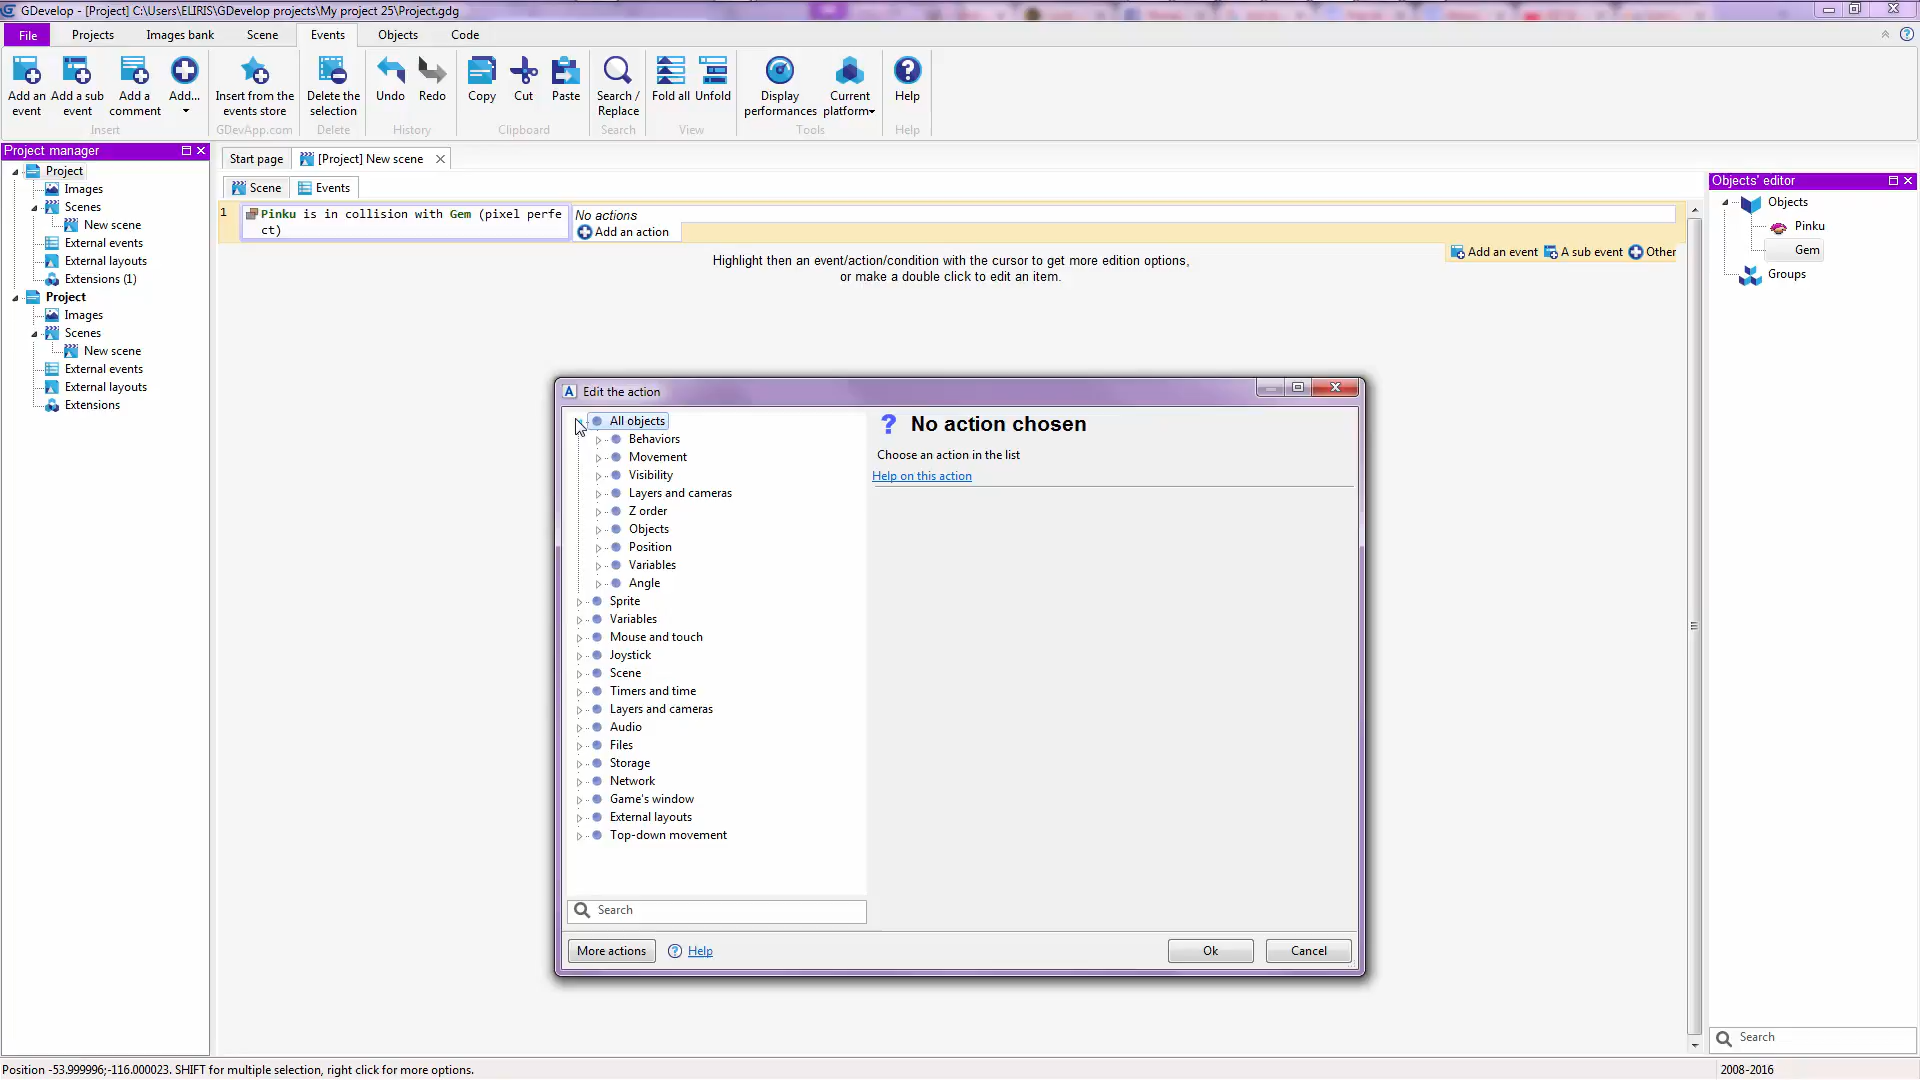 GDevelop - [Project] C:\Users\ELIRIS\GDevelop projects\My project 25\Project.gdg
File
Projects
Images bank
Scene
Events
Objects
Code
Add an event
Add a sub event
Add a comment
Add...
Insert from the events store
Delete the selection
Undo
Redo
Copy
Cut
Paste
Search / Replace
Fold all
Unfold
Display performances
Current platform
Help
Insert
GDevApp.com
Delete
History
Clipboard
Search
View
Tools
Help
Project manager
Project
Images
Scenes
New scene
External events
External layouts
Extensions (1)
Project
Images
Scenes
New scene
External events
External layouts
Extensions
Start page
[Project] New scene
Scene
Events
1
Pinku is in collision with Gem (pixel perfe
ct)
No actions
Add an action
Add an event
A sub event
Other
Highlight then an event/action/condition with the cursor to get more edition options,
or make a double click to edit an item.
Objects' editor
Objects
Pinku
Gem
Groups
Search
Edit the action
All objects
Behaviors
Movement
Visibility
Layers and cameras
Z order
Objects
Position
Variables
Angle
Sprite
Variables
Mouse and touch
Joystick
Scene
Timers and time
Layers and cameras
Audio
Files
Storage
Network
Game's window
External layouts
Top-down movement
Search
? No action chosen
Choose an action in the list
Help on this action
More actions
Help
Ok
Cancel
Position -53.999996;-116.000023. SHIFT for multiple selection, right click for more options.
2008-2016